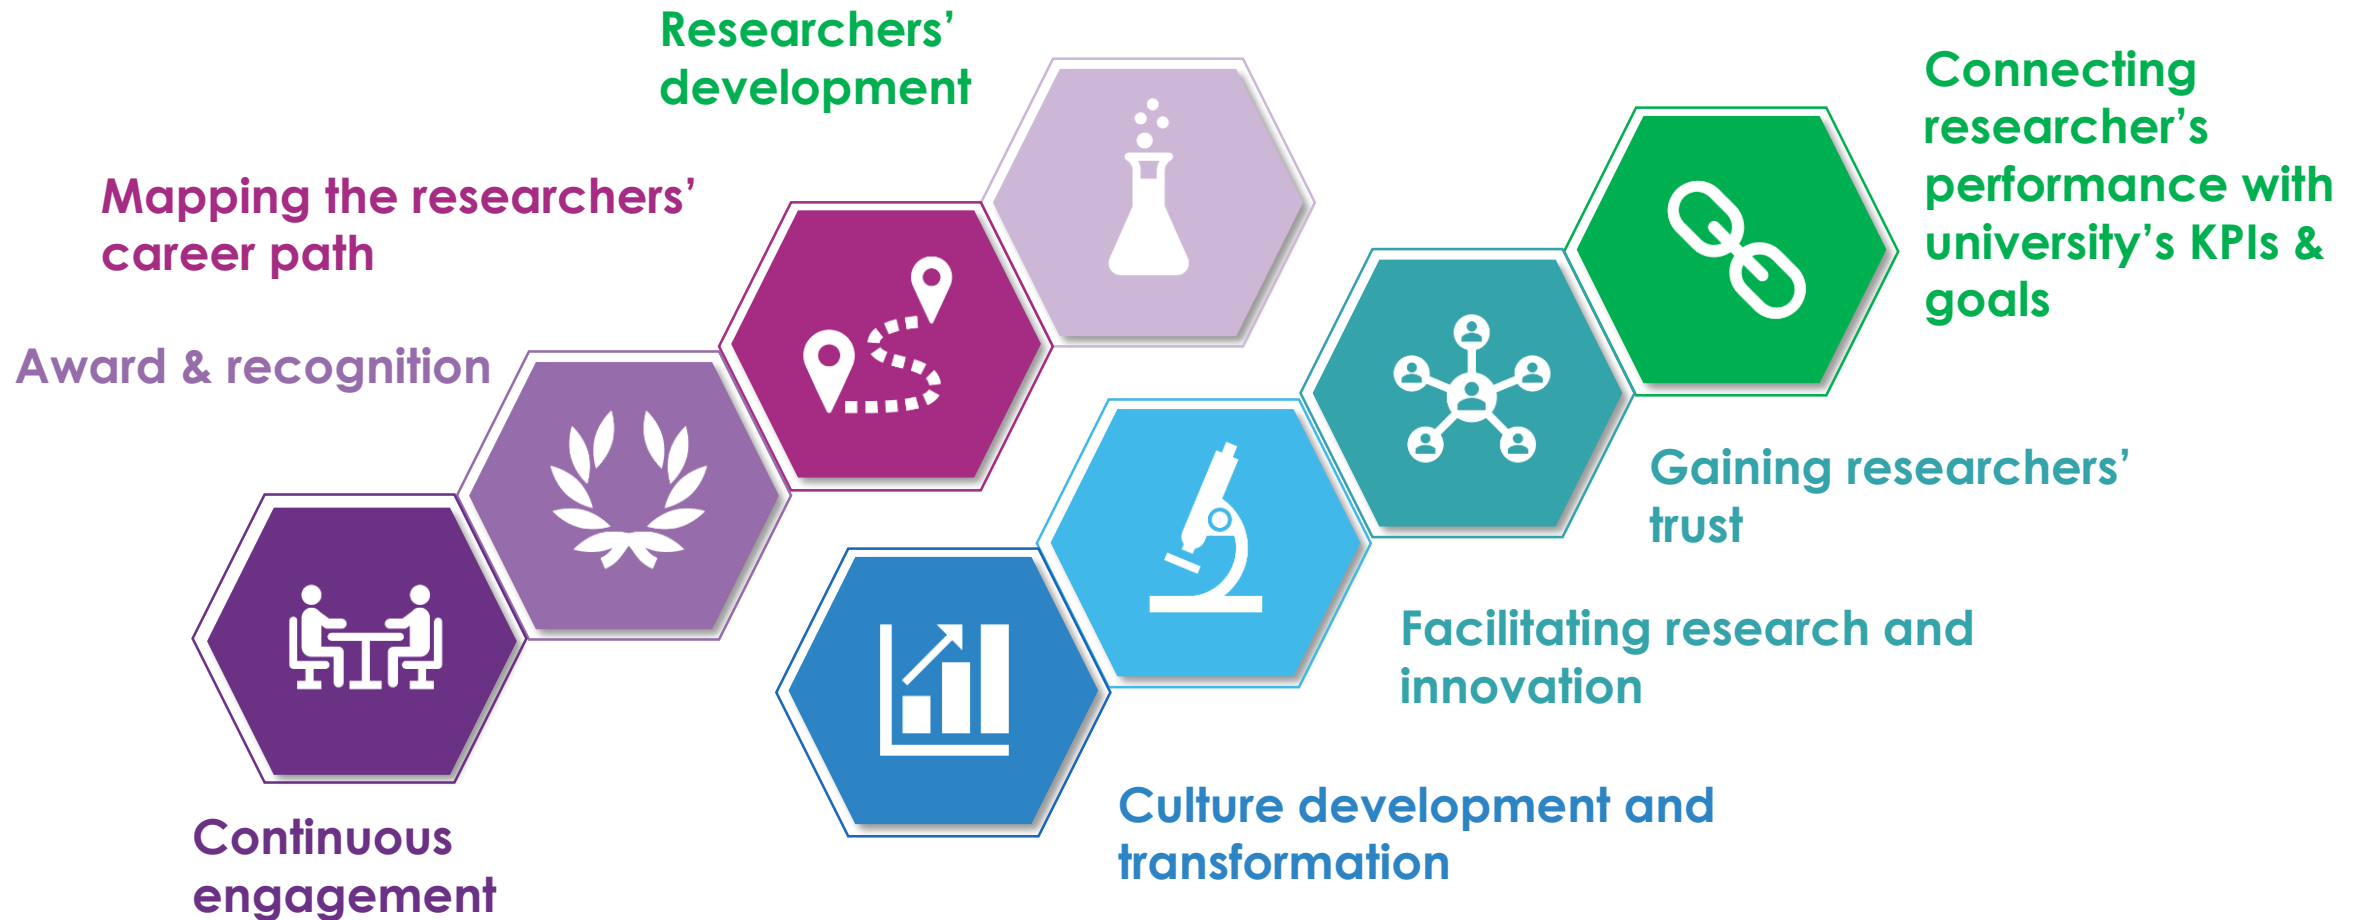 Researchers’
development
Connecting
researcher’s
performance with
university’s KPIs &
goals
Mapping the researchers’
career path
Award & recognition
Gaining researchers’
trust
Facilitating research and
innovation
Culture development and
transformation
Continuous
engagement